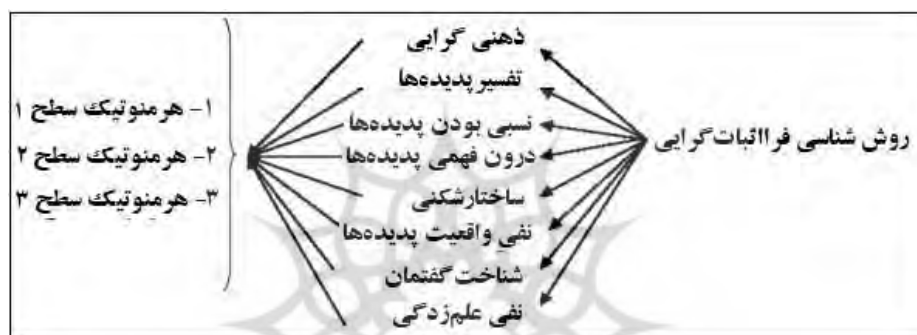 روش شناسی فرااثبات‌گرایی
ذهنی گرایی
تفسیر پدیده‌ها
نسبی بودن پدیده‌ها
درون فهمی پدیده‌ها
ساختارشکنی
نفی واقعیت پدیده‌ها
شناخت گفتمان
نفی علم‌زدگی
۱- هرمنوتیک سطح ۱
۲- هرمنوتیک سطح ۲
۳- هرمنوتیک سطح ۳